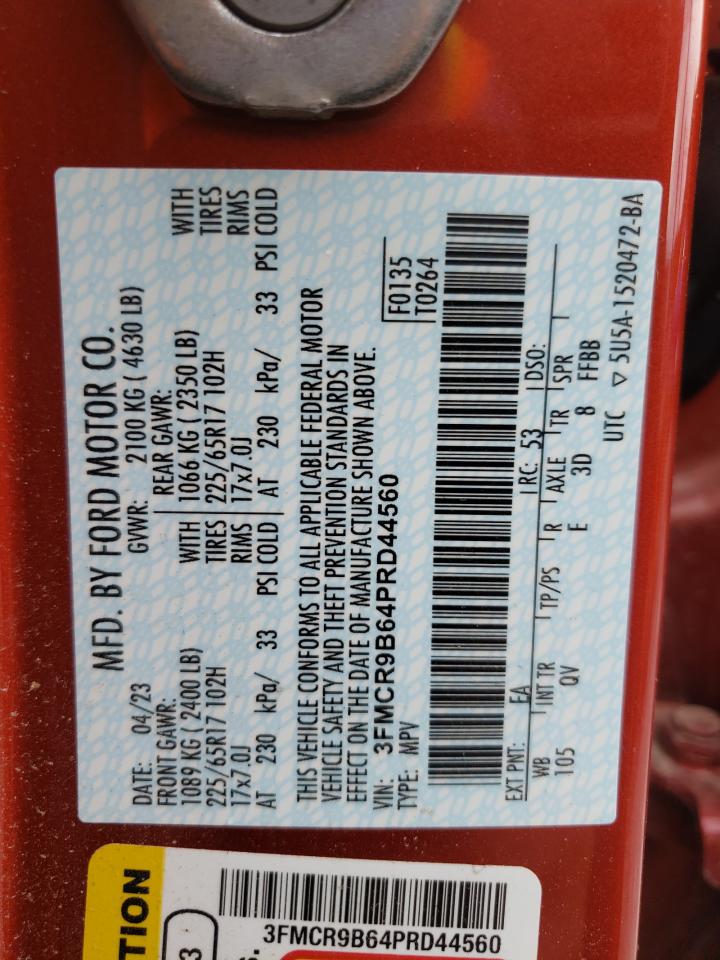 MFD. BY FORD MOTOR CO.
DATE: 04/23 GVWR: 2100 KG ( 4630 LB)
FRONT GAWR: REAR GAWR:
1089 KG ( 2400 LB) WITH 1066 KG ( 2350 LB) WITH
225/65R17 102H TIRES 225/65R17 102H TIRES
17x7.0J RIMS 17x7.0J RIMS
AT 230 kPa/ 33 PSI COLD AT 230 kPa/ 33 PSI COLD
THIS VEHICLE CONFORMS TO ALL APPLICABLE FEDERAL MOTOR
VEHICLE SAFETY AND THEFT PREVENTION STANDARDS IN
EFFECT ON THE DATE OF MANUFACTURE SHOWN ABOVE.
VIN: 3FMCR9B64PRD44560 F0135
TYPE: MPV T0264
EXT PNT: EA RC: 53 DSO:
WB INT TR TP/PS R AXLE TR SPR
105 QV E 3D 8 FFBB
UTC ▽ 5U5A-1520472-BA
TION
3
3FMCR9B64PRD44560